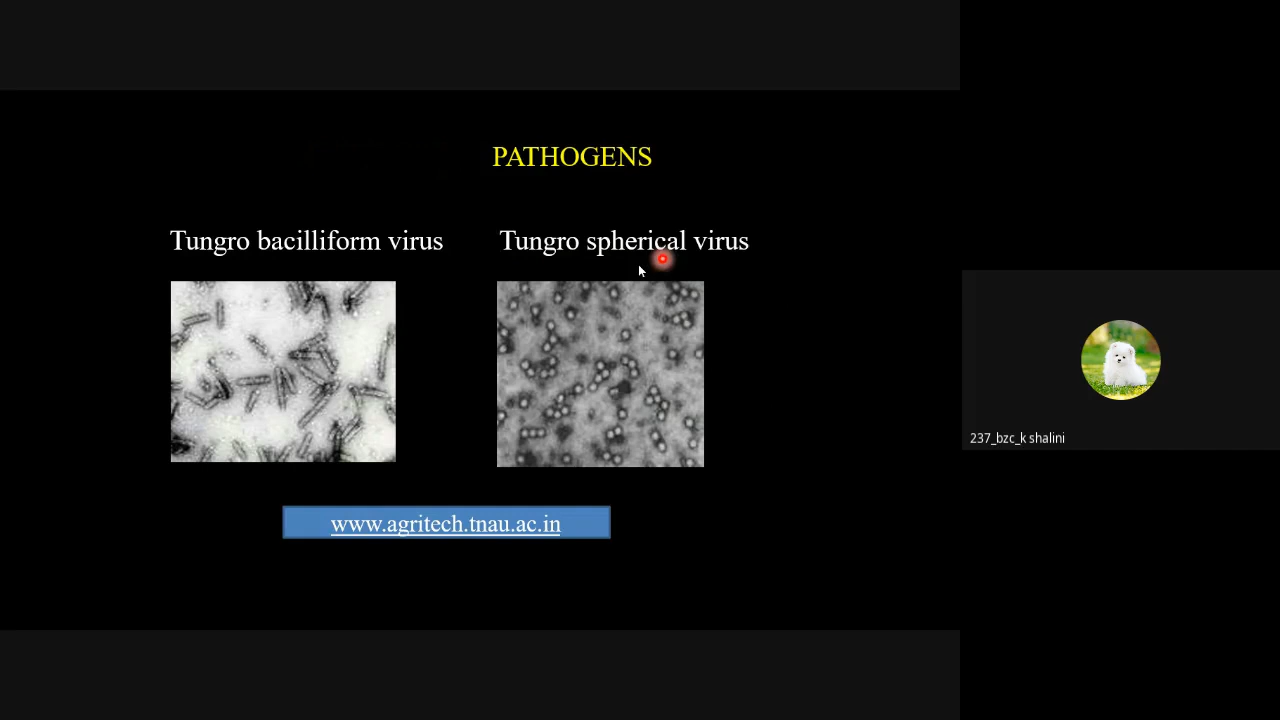 PATHOGENS
Tungro bacilliform virus
Tungro spherical virus
www.agritech.tnau.ac.in
237_bzc_k shalini